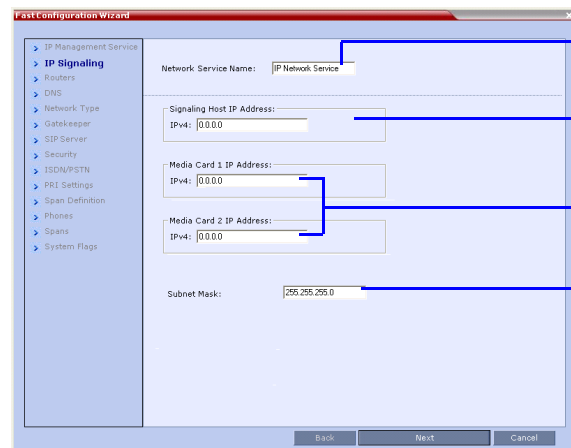 Fast Configuration Wizard
IP Management Service
IP Signaling
Routers
DNS
Network Type
Gatekeeper
SIP Server
Security
ISDN/PSTN
PRI Settings
Span Definition
Phones
Spans
System Flags
Network Service Name: IP Network Service
Signaling Host IP Address:
IPv4: 0.0.0.0
Media Card 1 IP Address:
IPv4: 0.0.0.0
Media Card 2 IP Address:
IPv4: 0.0.0.0
Subnet Mask: 255.255.255.0
Back Next Cancel